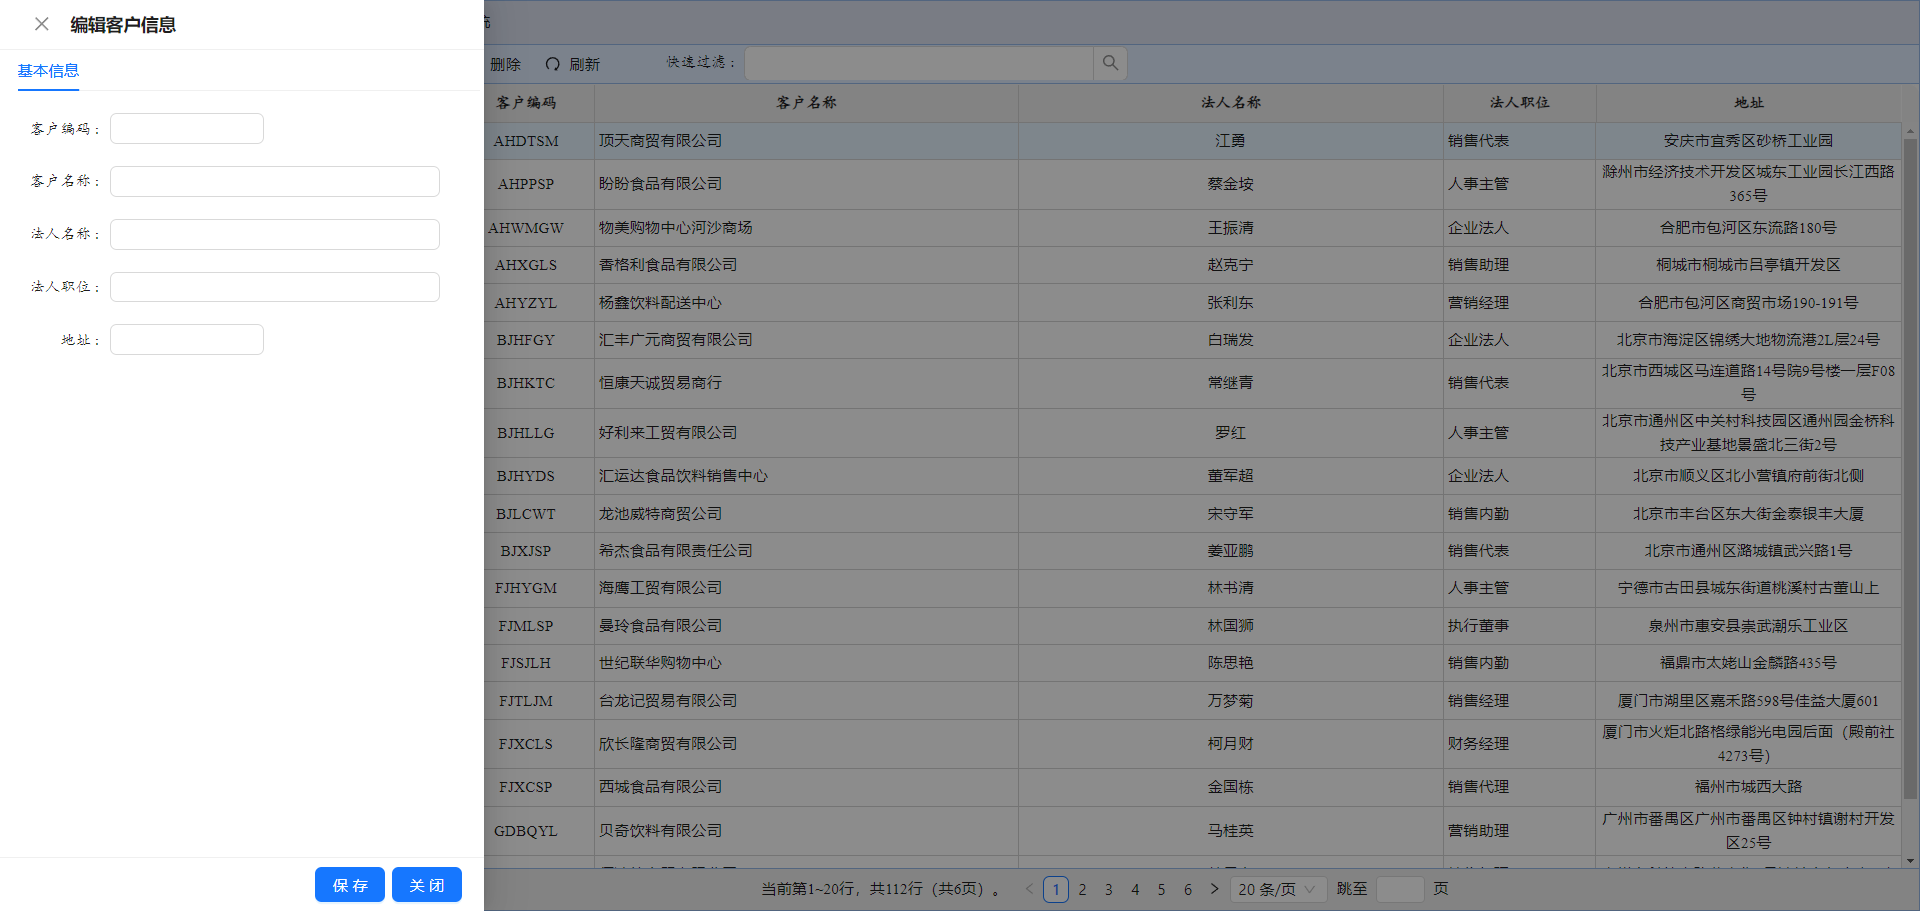 编辑客户信息
基本信息
客户编码：
客户名称：
法人名称：
法人职位：
地址：
保 存 关 闭
删除 刷新 快速过滤：
客户编码 客户名称 法人名称 法人职位 地址
AHDTSM 顶天商贸有限公司 江勇 销售代表 安庆市宜秀区砂桥工业园
AHPPSP 盼盼食品有限公司 蔡金垵 人事主管 滁州市经济技术开发区城东工业园长江西路
365号
AHWMGW 物美购物中心河沙商场 王振清 企业法人 合肥市包河区东流路180号
AHXGLS 香格利食品有限公司 赵克宁 销售助理 桐城市桐城市吕亭镇开发区
AHYZYL 杨鑫饮料配送中心 张利东 营销经理 合肥市包河区商贸市场190-191号
BJHFGY 汇丰广元商贸有限公司 白瑞发 企业法人 北京市海淀区锦绣大地物流港2L层24号
BJHKTC 恒康天诚贸易商行 常继青 销售代表 北京市西城区马连道路14号院9号楼一层F08
号
BJHLLG 好利来工贸有限公司 罗红 人事主管 北京市通州区中关村科技园区通州园金桥科
技产业基地景盛北三街2号
BJHYDS 汇运达食品饮料销售中心 董军超 企业法人 北京市顺义区北小营镇府前街北侧
BJLCWT 龙池威特商贸公司 宋守军 销售内勤 北京市丰台区东大街金泰银丰大厦
BJXJSP 希杰食品有限责任公司 姜亚鹏 销售代表 北京市通州区潞城镇武兴路1号
FJHYGM 海鹰工贸有限公司 林书清 人事主管 宁德市古田县城东街道桃溪村古董山上
FJMLSP 曼玲食品有限公司 林国狮 执行董事 泉州市惠安县崇武潮乐工业区
FJSJLH 世纪联华购物中心 陈思艳 销售内勤 福鼎市太姥山金麟路435号
FJTLJM 台龙记贸易有限公司 万梦菊 销售经理 厦门市湖里区嘉禾路598号佳益大厦601
FJXCLS 欣长隆商贸有限公司 柯月财 财务经理 厦门市火炬北路格绿能光电园后面（殿前社
4273号）
FJXCSP 西城食品有限公司 金国栋 销售代理 福州市城西大路
GDBQYL 贝奇饮料有限公司 马桂英 营销助理 广州市番禺区广州市番禺区钟村镇谢村开发
区25号
当前第1~20行，共112行（共6页）。 1 2 3 4 5 6 20 条/页 跳至 页